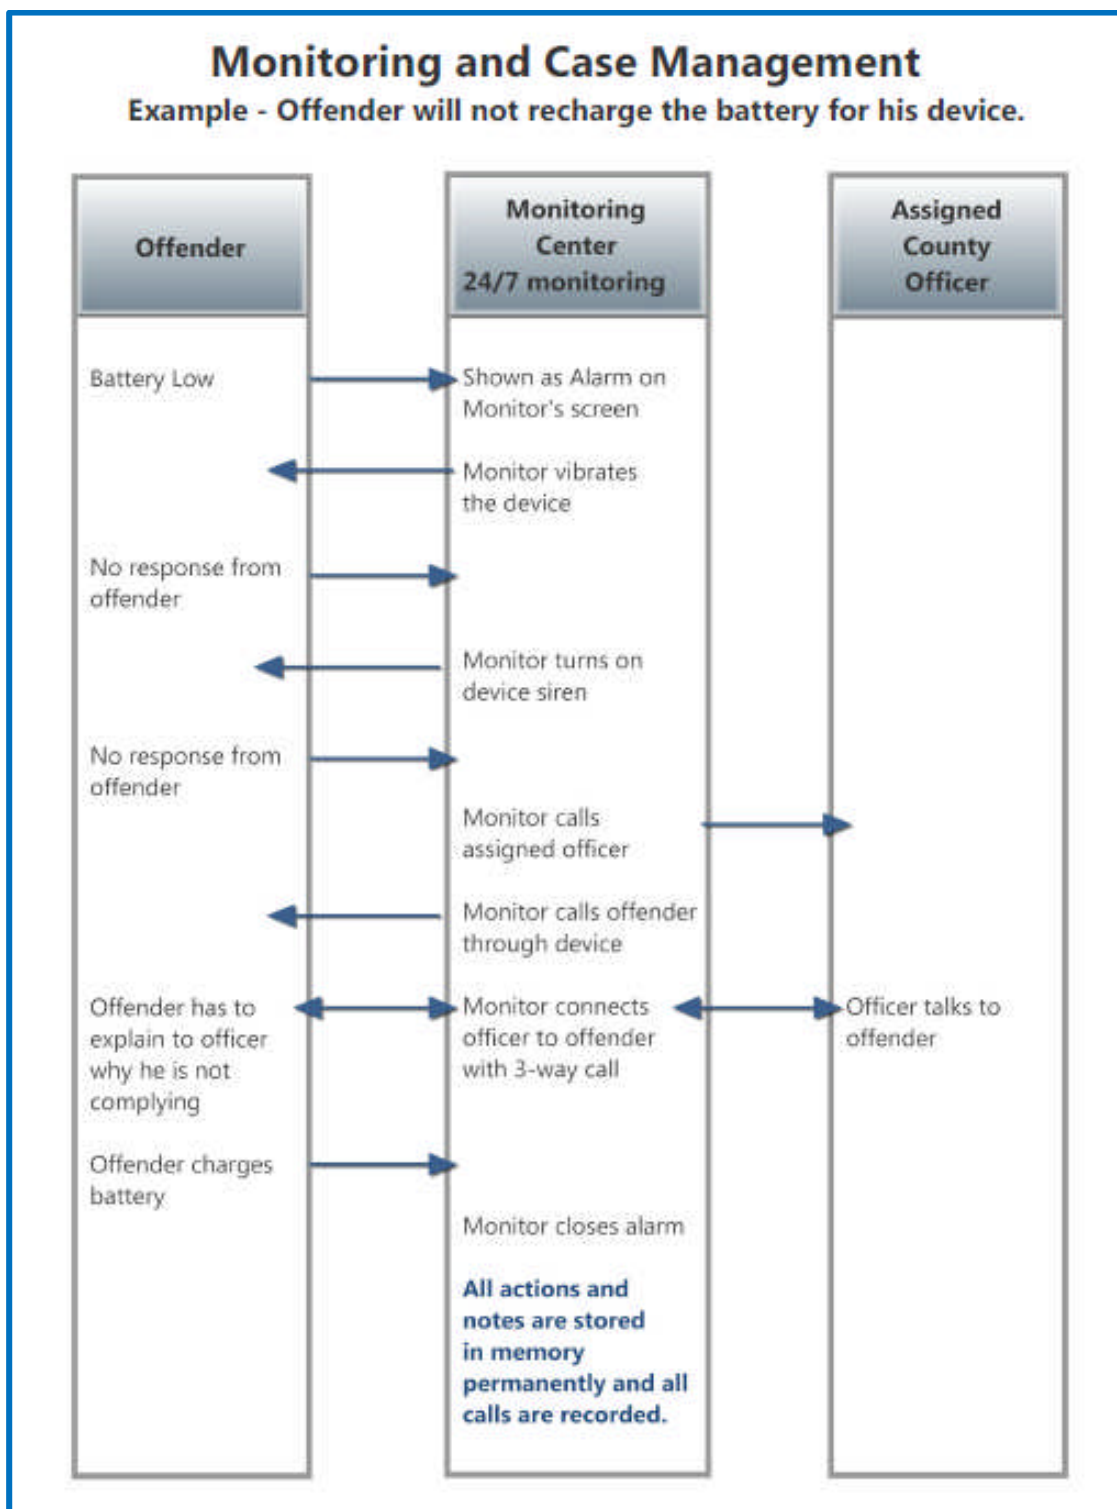 Monitoring and Case Management
Example - Offender will not recharge the battery for his device.
Offender
Monitoring
Center
24/7 monitoring
Assigned
County
Officer
Battery Low
Shown as Alarm on
Monitor's screen
Monitor vibrates
the device
No response from
offender
Monitor turns on
device siren
No response from
offender
Monitor calls
assigned officer
Monitor calls offender
through device
Offender has to
explain to officer
why he is not
complying
Monitor connects
officer to offender
with 3-way call
Officer talks to
offender
Offender charges
battery
Monitor closes alarm
All actions and
notes are stored
in memory
permanently and all
calls are recorded.